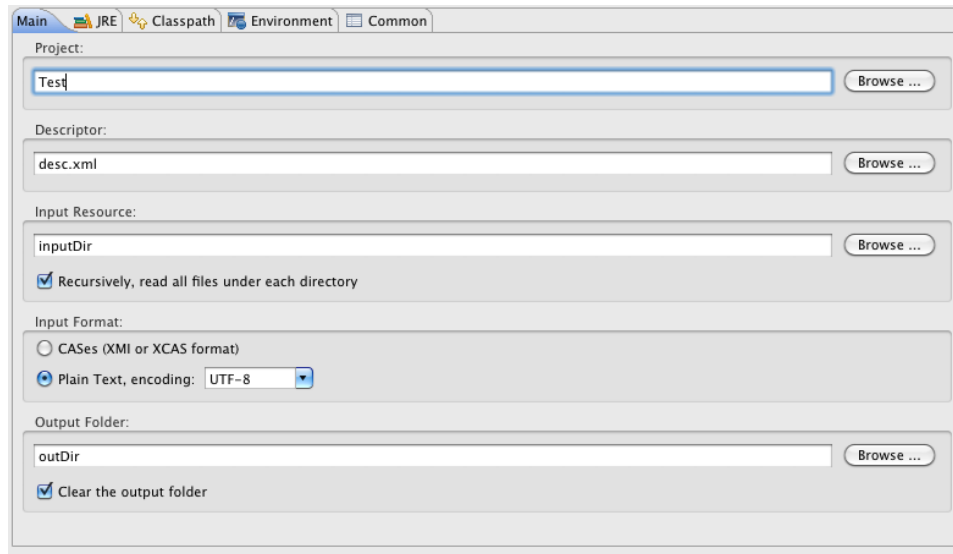 Main JRE Classpath Environment Common
Project:
Test Browse ...
Descriptor:
desc.xml Browse ...
Input Resource:
inputDir Browse ...
Recursively, read all files under each directory
Input Format:
CASes (XMI or XCAS format)
Plain Text, encoding: UTF-8
Output Folder:
outDir Browse ...
Clear the output folder